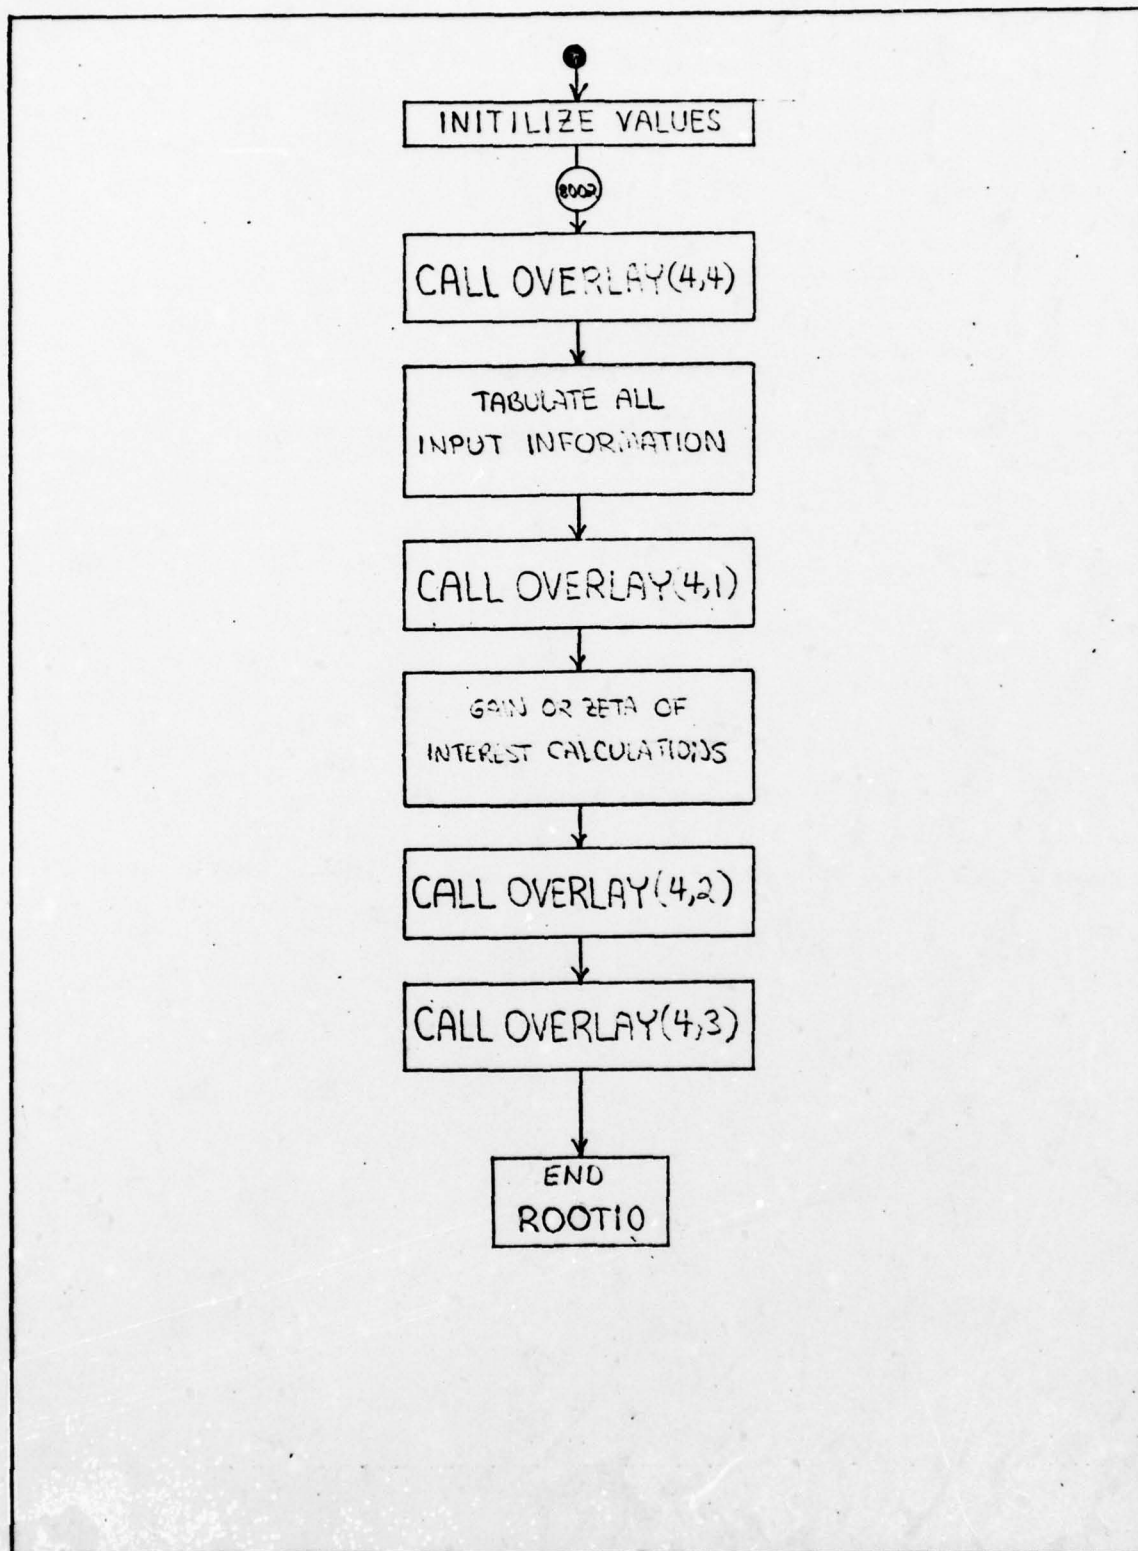 INITILIZE VALUES
8002
CALL OVERLAY(4,4)
TABULATE ALL
INPUT INFORMATION
CALL OVERLAY(4,1)
GAIN OR ZETA OF
INTEREST CALCULATIONS
CALL OVERLAY(4,2)
CALL OVERLAY(4,3)
END
ROOT10